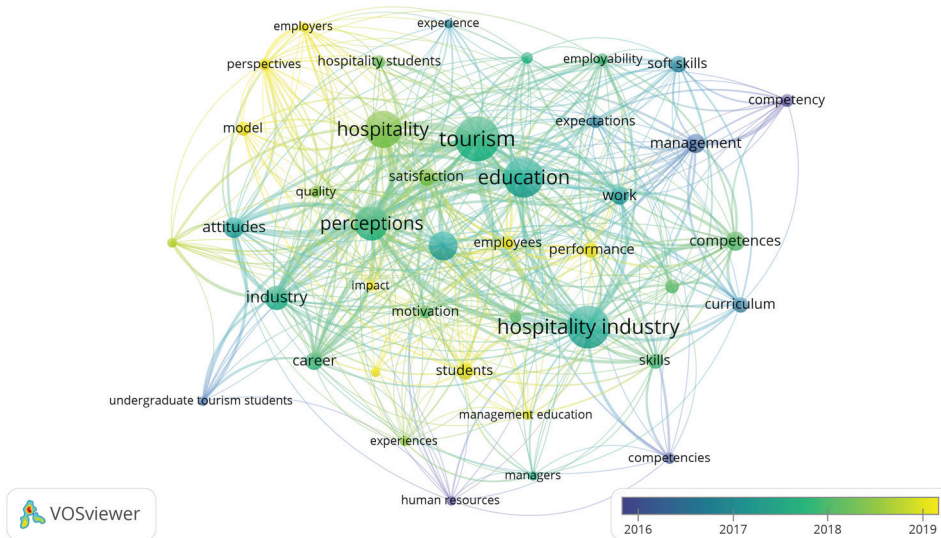 employers
experience
perspectives
hospitality students
employability
soft skills
competency
model
hospitality
tourism
expectations
management
satisfaction
education
quality
work
attitudes
perceptions
employees
performance
competences
impact
industry
motivation
curriculum
hospitality industry
career
students
skills
undergraduate tourism students
management education
experiences
competencies
managers
human resources
VOSviewer
2016 2017 2018 2019